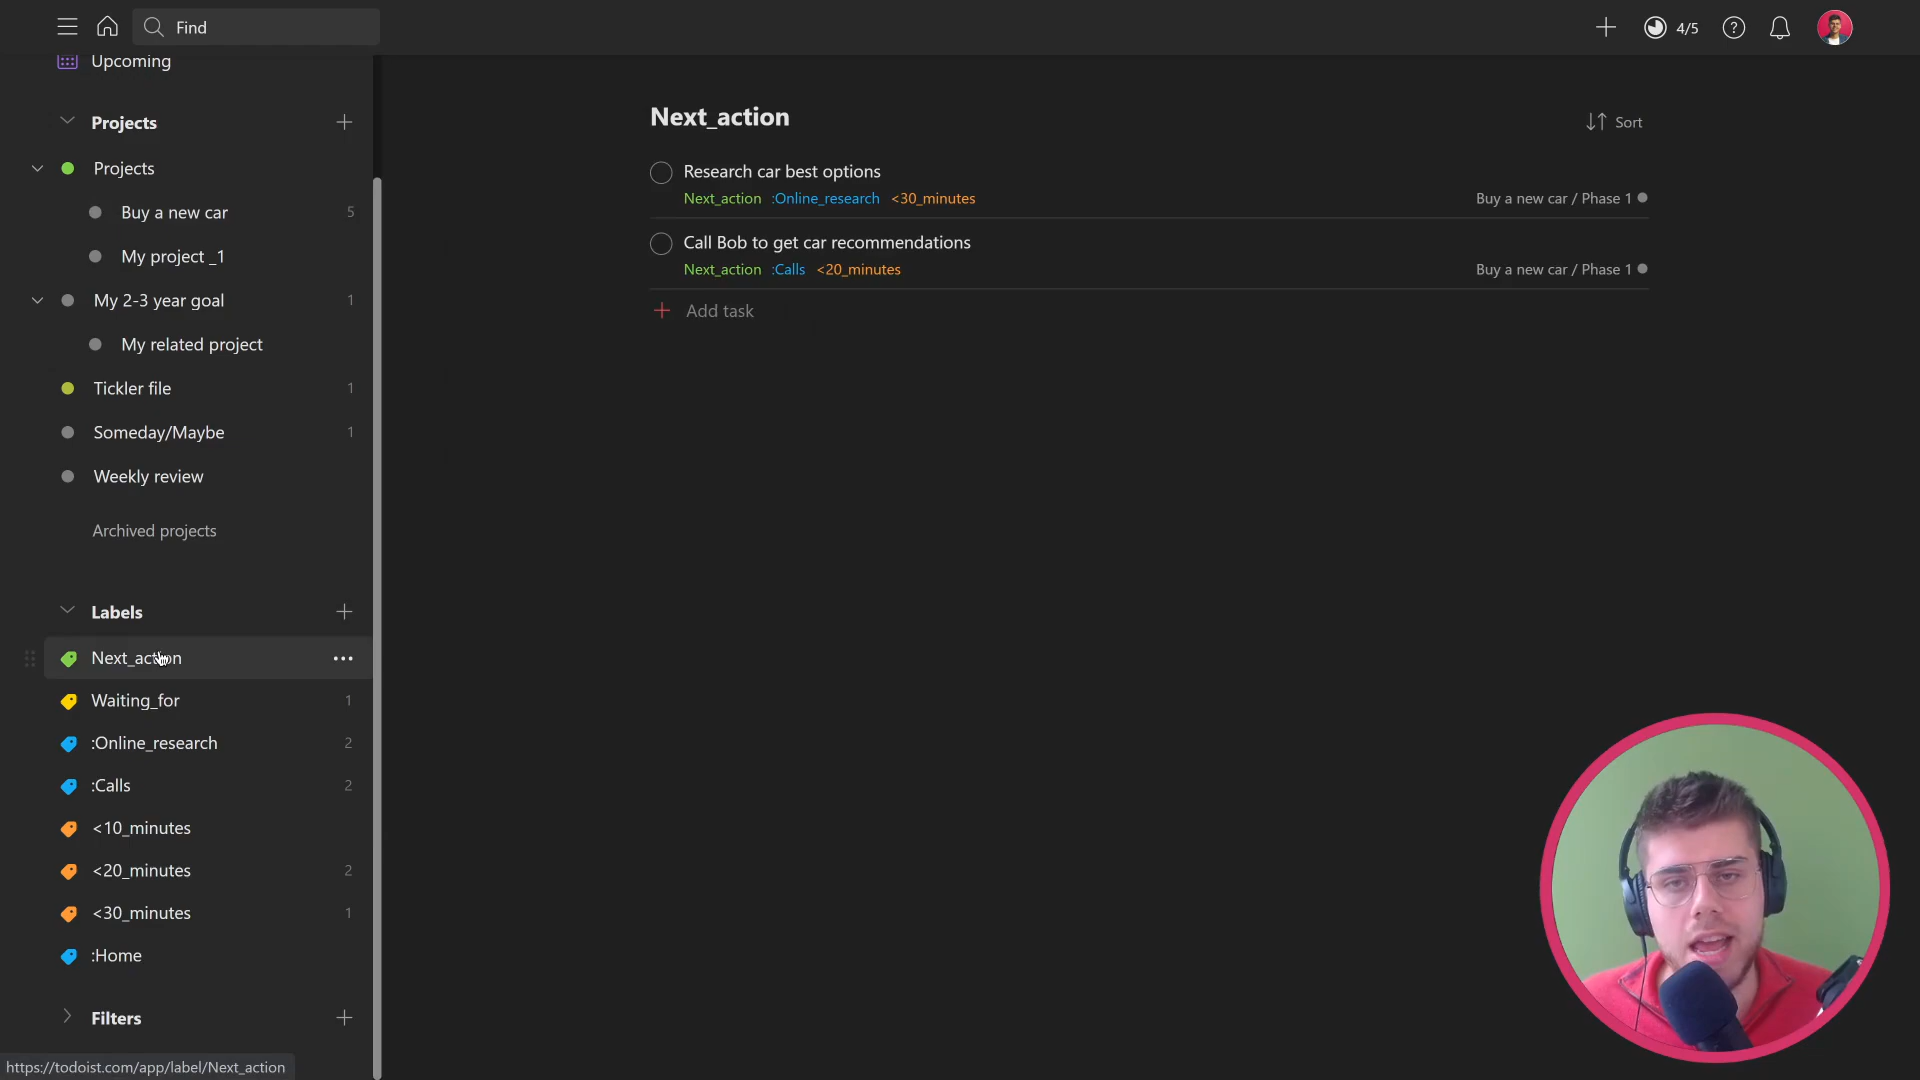 Find
4/5
Upcoming
Projects
Projects
Buy a new car 5
My project _1
My 2-3 year goal 1
My related project
Tickler file 1
Someday/Maybe 1
Weekly review
Archived projects
Labels
Next_action
Waiting_for 1
:Online_research 2
:Calls 2
<10_minutes
<20_minutes 2
<30_minutes 1
:Home
Filters
https://todoist.com/app/label/Next_action
Next_action
Sort
Research car best options
Next_action :Online_research <30_minutes Buy a new car / Phase 1
Call Bob to get car recommendations
Next_action :Calls <20_minutes Buy a new car / Phase 1
Add task